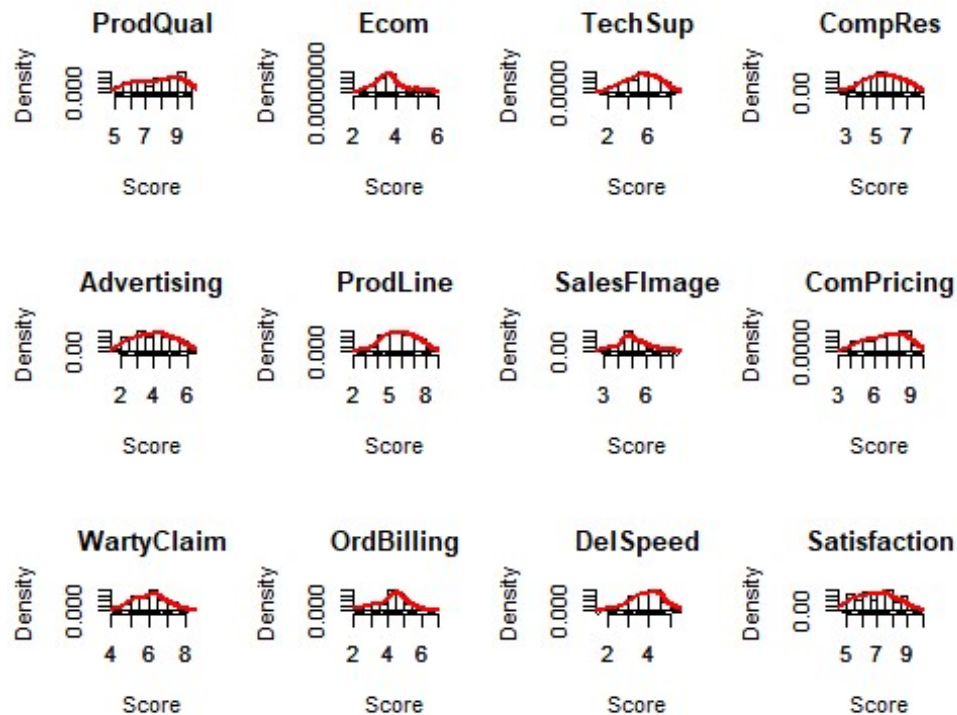 ProdQual Ecom TechSup CompRes
Density 0.000 Density 0.0000000 Density 0.0000 Density 0.00
5 7 9 2 4 6 2 6 3 5 7
Score Score Score Score
Advertising ProdLine SalesFImage ComPricing
Density 0.00 Density 0.000 Density 0.00 Density 0.0000
2 4 6 2 5 8 3 6 3 6 9
Score Score Score Score
WartyClaim OrdBilling DelSpeed Satisfaction
Density 0.000 Density 0.000 Density 0.000 Density 0.00
4 6 8 2 4 6 2 4 5 7 9
Score Score Score Score